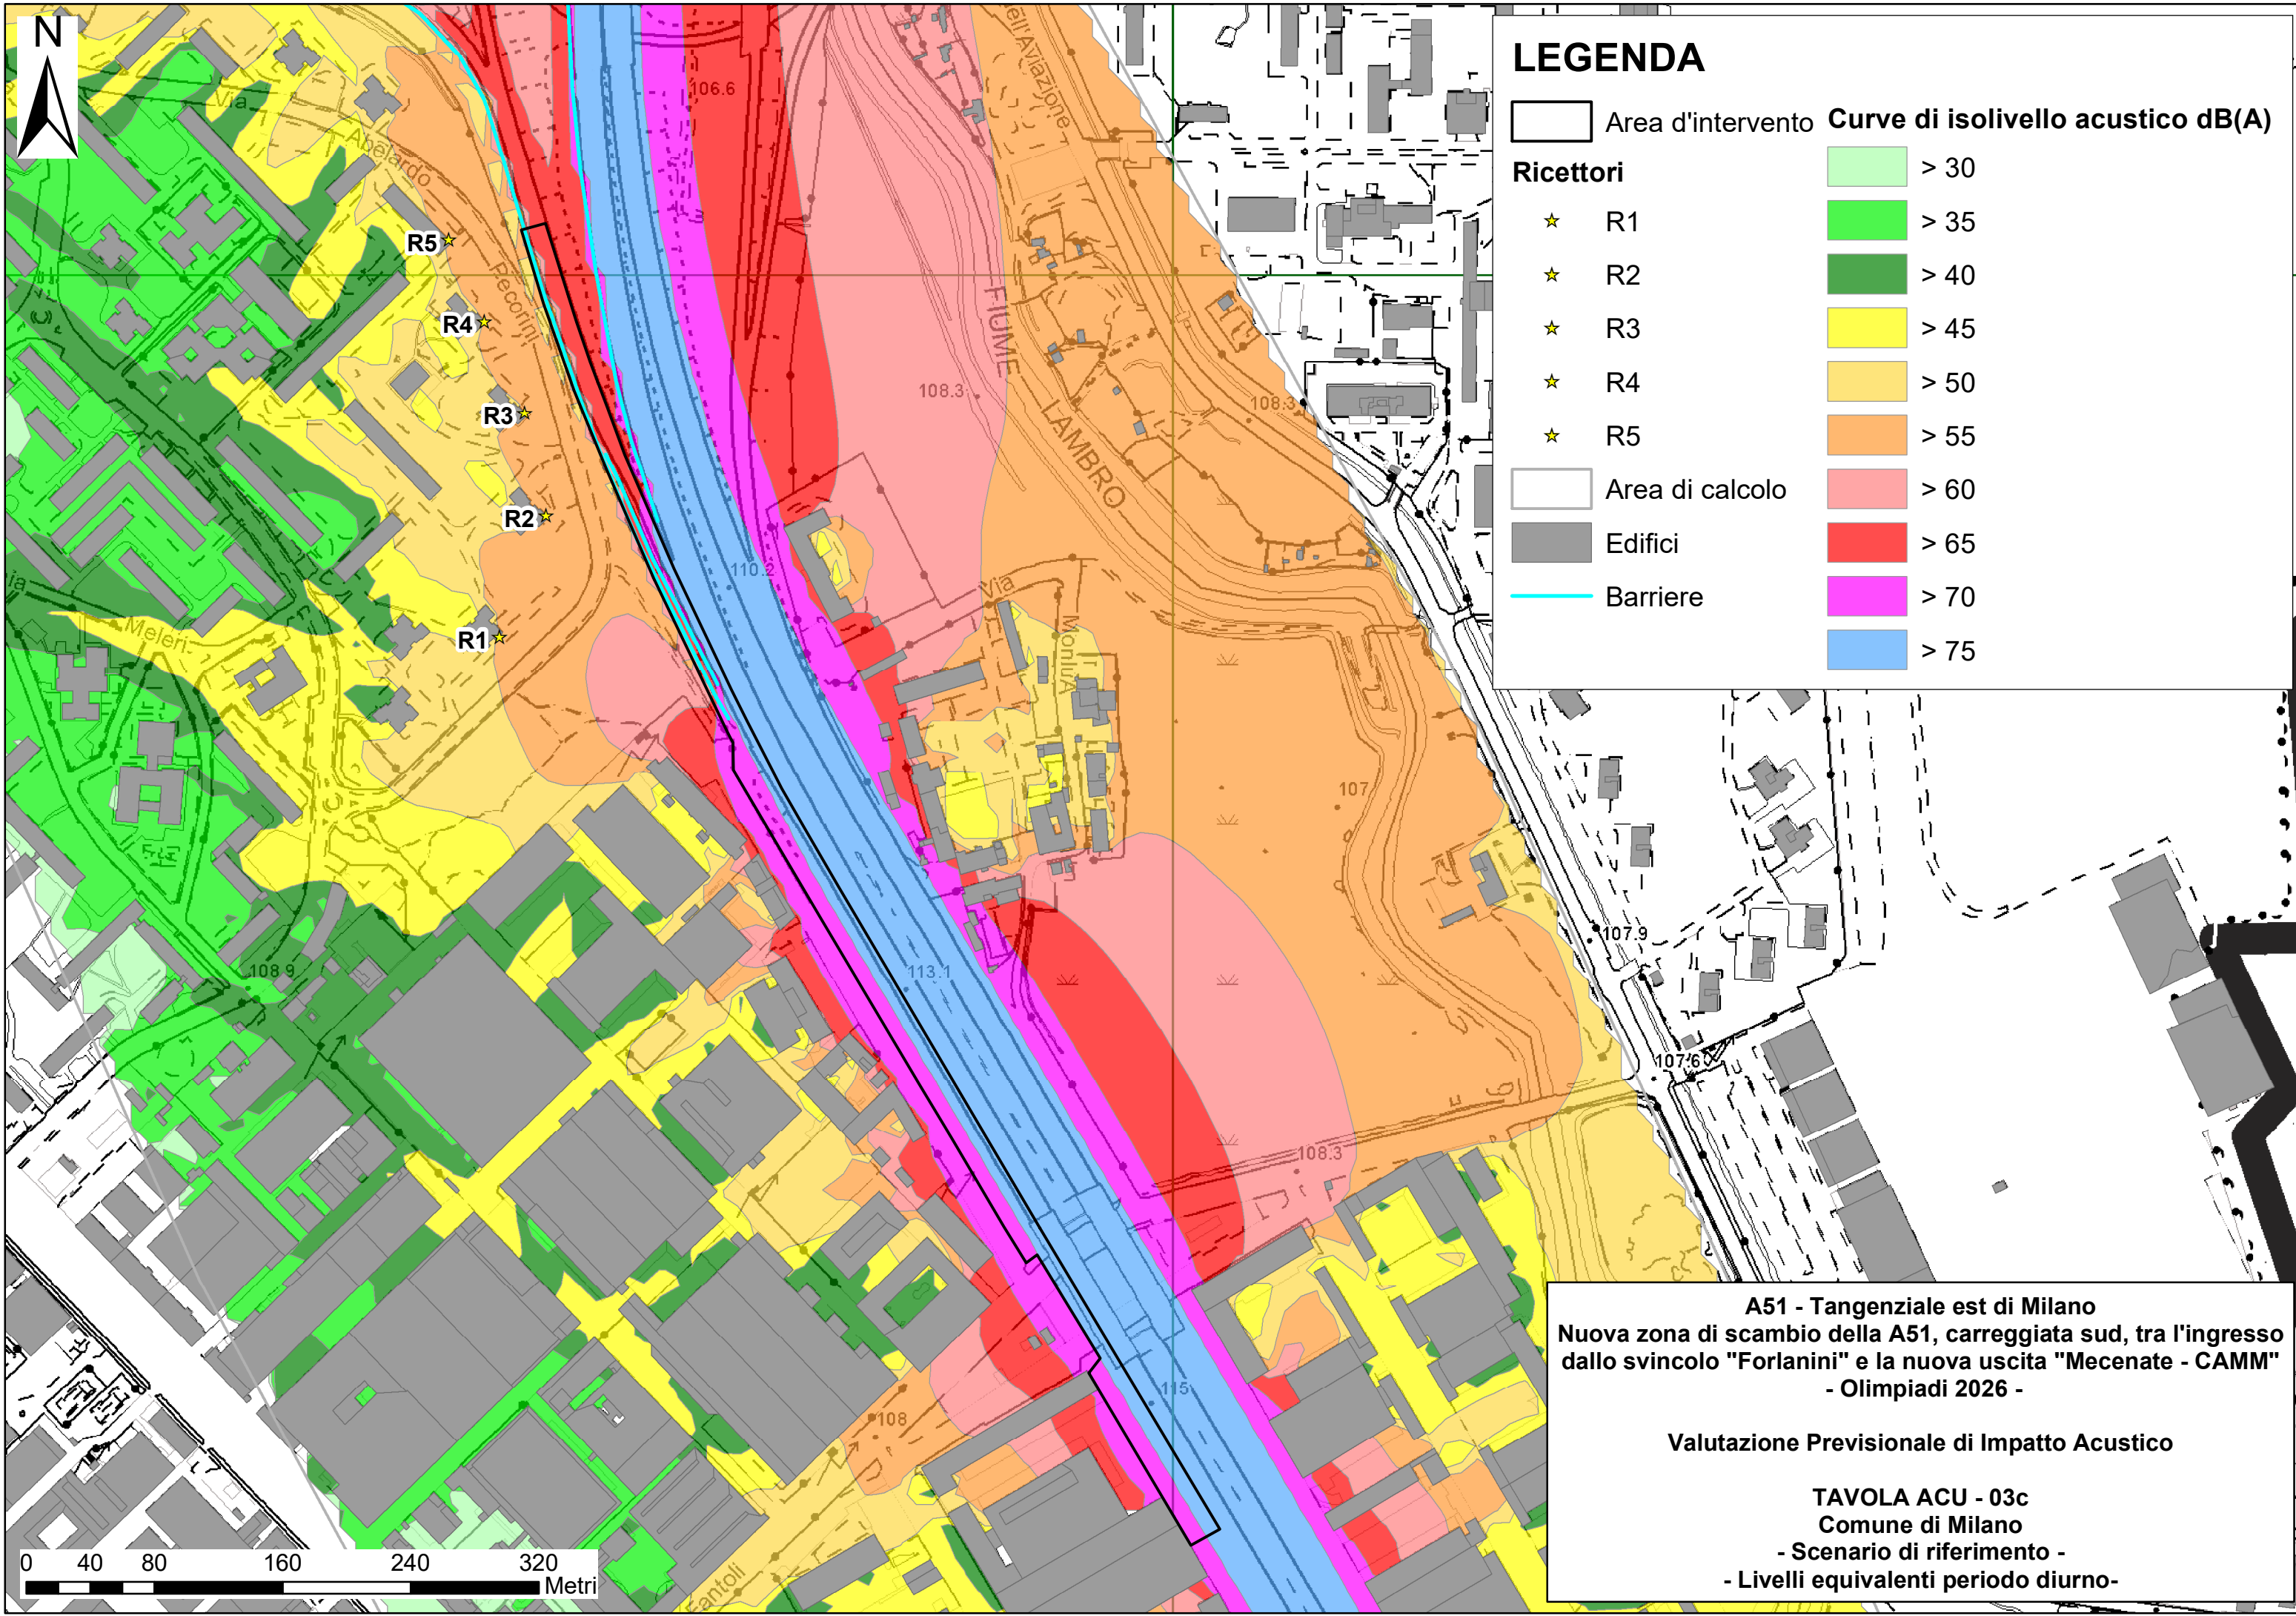 N
LEGENDA
Area d'intervento
Ricettori
R1
R2
R3
R4
R5
Area di calcolo
Edifici
Barriere
Curve di isolivello acustico dB(A)
> 30
> 35
> 40
> 45
> 50
> 55
> 60
> 65
> 70
> 75
Via
Abelardo
Pecorini
R5
R4
R3
R2
R1
Meleri
106.6
dell'Aviazione
FIUME
LAMBRO
108.3
108.3
110.2
Via
Monluè
107
107.9
108 9
113.1
107.6
108.3
115
108
Fantoli
0 40 80 160 240 320
Metri
A51 - Tangenziale est di Milano
Nuova zona di scambio della A51, carreggiata sud, tra l'ingresso
dallo svincolo "Forlanini" e la nuova uscita "Mecenate - CAMM"
- Olimpiadi 2026 -
Valutazione Previsionale di Impatto Acustico
TAVOLA ACU - 03c
Comune di Milano
- Scenario di riferimento -
- Livelli equivalenti periodo diurno-